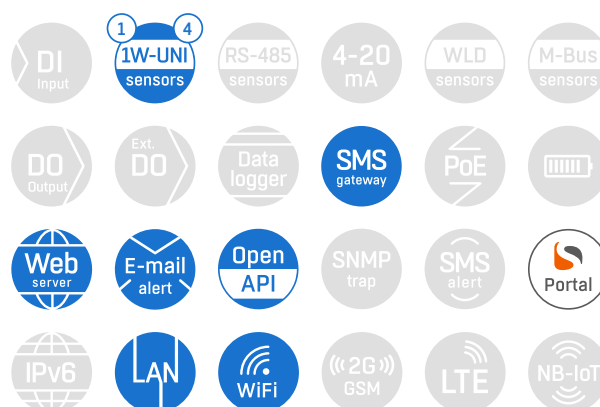 1 4
DI
Input
1W-UNI
sensors
RS-485
sensors
4-20
mA
WLD
sensors
M-Bus
sensors
DO
Output
Ext.
DO
Data
logger
SMS
gateway
PoE
Web
server
E-mail
alert
Open
API
SNMP
trap
SMS
alert
Portal
IPv6
LAN
WiFi
2G
GSM
LTE
NB-IoT